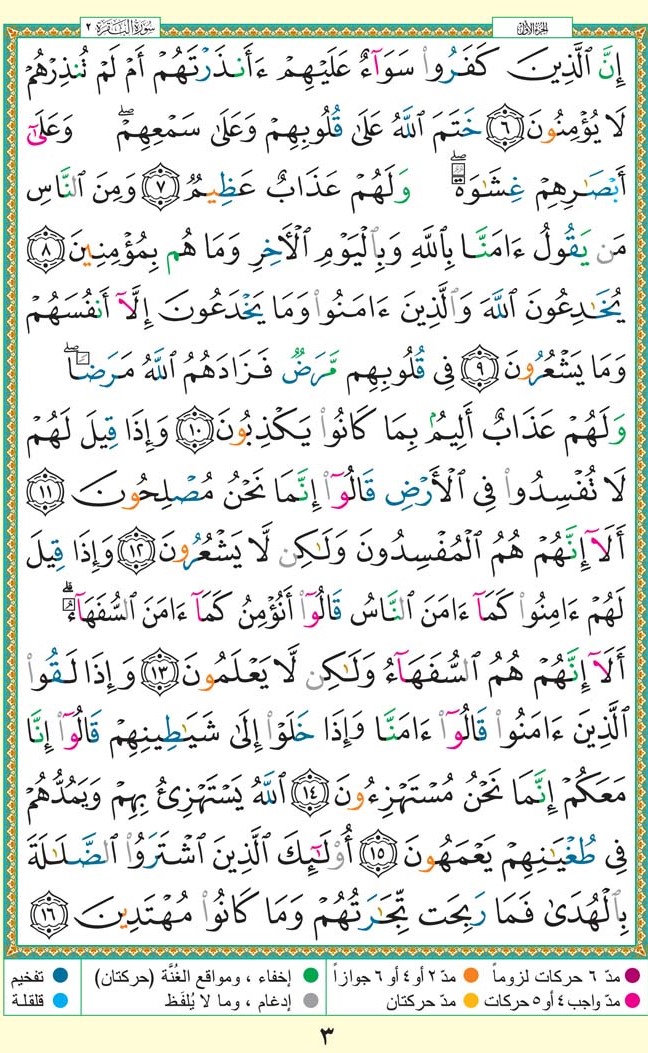 سُورَةُ البَقَرَةِ ٢ الجزء الأول
إِنَّ ٱلَّذِينَ كَفَرُوا۟ سَوَآءٌ عَلَيْهِمْ ءَأَنذَرْتَهُمْ أَمْ لَمْ تُنذِرْهُمْ
لَا يُؤْمِنُونَ ٦ خَتَمَ ٱللَّهُ عَلَىٰ قُلُوبِهِمْ وَعَلَىٰ سَمْعِهِمْ ۖ وَعَلَىٰٓ
أَبْصَـٰرِهِمْ غِشَـٰوَةٌ ۖ وَلَهُمْ عَذَابٌ عَظِيمٌ ٧ وَمِنَ ٱلنَّاسِ
مَن يَقُولُ ءَامَنَّا بِٱللَّهِ وَبِٱلْيَوْمِ ٱلْـَٔاخِرِ وَمَا هُم بِمُؤْمِنِينَ ٨
يُخَـٰدِعُونَ ٱللَّهَ وَٱلَّذِينَ ءَامَنُوا۟ وَمَا يَخْدَعُونَ إِلَّآ أَنفُسَهُمْ
وَمَا يَشْعُرُونَ ٩ فِى قُلُوبِهِم مَّرَضٌ فَزَادَهُمُ ٱللَّهُ مَرَضًا ۖ
وَلَهُمْ عَذَابٌ أَلِيمٌۢ بِمَا كَانُوا۟ يَكْذِبُونَ ١٠ وَإِذَا قِيلَ لَهُمْ
لَا تُفْسِدُوا۟ فِى ٱلْأَرْضِ قَالُوٓا۟ إِنَّمَا نَحْنُ مُصْلِحُونَ ١١
أَلَآ إِنَّهُمْ هُمُ ٱلْمُفْسِدُونَ وَلَـٰكِن لَّا يَشْعُرُونَ ١٢ وَإِذَا قِيلَ
لَهُمْ ءَامِنُوا۟ كَمَآ ءَامَنَ ٱلنَّاسُ قَالُوٓا۟ أَنُؤْمِنُ كَمَآ ءَامَنَ ٱلسُّفَهَآءُ ۗ
أَلَآ إِنَّهُمْ هُمُ ٱلسُّفَهَآءُ وَلَـٰكِن لَّا يَعْلَمُونَ ١٣ وَإِذَا لَقُوا۟
ٱلَّذِينَ ءَامَنُوا۟ قَالُوٓا۟ ءَامَنَّا وَإِذَا خَلَوْا۟ إِلَىٰ شَيَـٰطِينِهِمْ قَالُوٓا۟ إِنَّا
مَعَكُمْ إِنَّمَا نَحْنُ مُسْتَهْزِءُونَ ١٤ ٱللَّهُ يَسْتَهْزِئُ بِهِمْ وَيَمُدُّهُمْ
فِى طُغْيَـٰنِهِمْ يَعْمَهُونَ ١٥ أُو۟لَـٰٓئِكَ ٱلَّذِينَ ٱشْتَرَوُا۟ ٱلضَّلَـٰلَةَ
بِٱلْهُدَىٰ فَمَا رَبِحَت تِّجَـٰرَتُهُمْ وَمَا كَانُوا۟ مُهْتَدِينَ ١٦
مدّ ٦ حركات لزوماً مدّ ٢ أو ٤ أو ٦ جوازاً إخفاء ، ومواقع الغُنَّة (حركتان) تفخيم
مدّ واجب ٤ أو ٥ حركات مدّ حركتان إدغام ، وما لا يُلفَظ قلقلة
٣